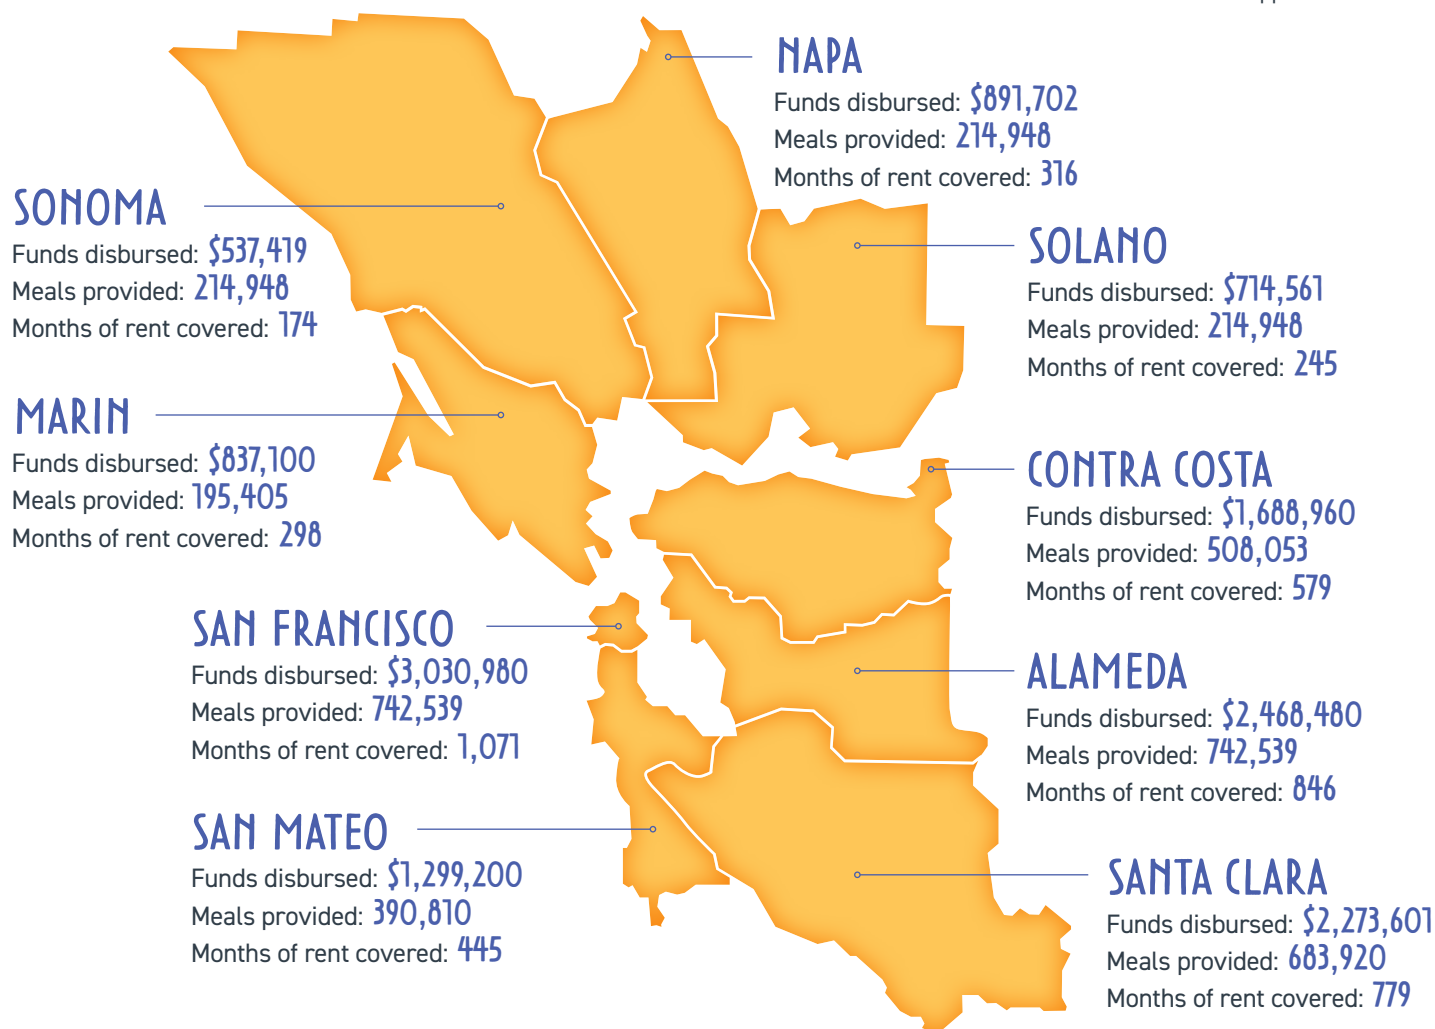 NAPA
Funds disbursed: $891,702
Meals provided: 214,948
Months of rent covered: 316
SONOMA
Funds disbursed: $537,419
Meals provided: 214,948
Months of rent covered: 174
SOLANO
Funds disbursed: $714,561
Meals provided: 214,948
Months of rent covered: 245
MARIN
Funds disbursed: $837,100
Meals provided: 195,405
Months of rent covered: 298
CONTRA COSTA
Funds disbursed: $1,688,960
Meals provided: 508,053
Months of rent covered: 579
SAN FRANCISCO
Funds disbursed: $3,030,980
Meals provided: 742,539
Months of rent covered: 1,071
ALAMEDA
Funds disbursed: $2,468,480
Meals provided: 742,539
Months of rent covered: 846
SAN MATEO
Funds disbursed: $1,299,200
Meals provided: 390,810
Months of rent covered: 445
SANTA CLARA
Funds disbursed: $2,273,601
Meals provided: 683,920
Months of rent covered: 779